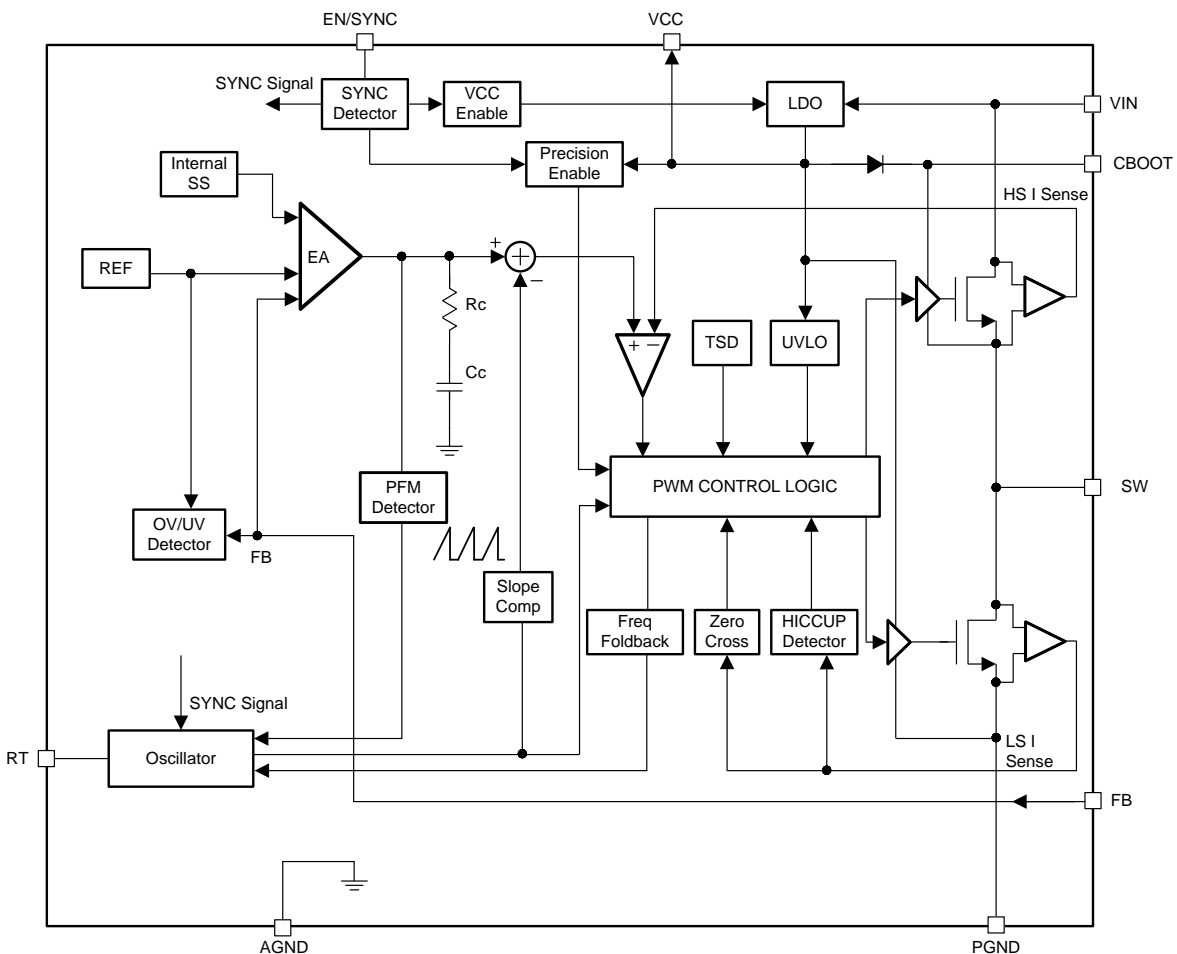 EN/SYNC
VCC
SYNC Signal
SYNC
Detector
VCC
Enable
LDO
VIN
Internal
SS
Precision
Enable
CBOOT
HS I Sense
REF
EA
+
+
−
Rc
+ −
TSD
UVLO
Cc
PFM
Detector
PWM CONTROL LOGIC
SW
OV/UV
Detector
FB
Slope
Comp
Freq
Foldback
Zero
Cross
HICCUP
Detector
SYNC Signal
RT
Oscillator
LS I
Sense
FB
AGND
PGND